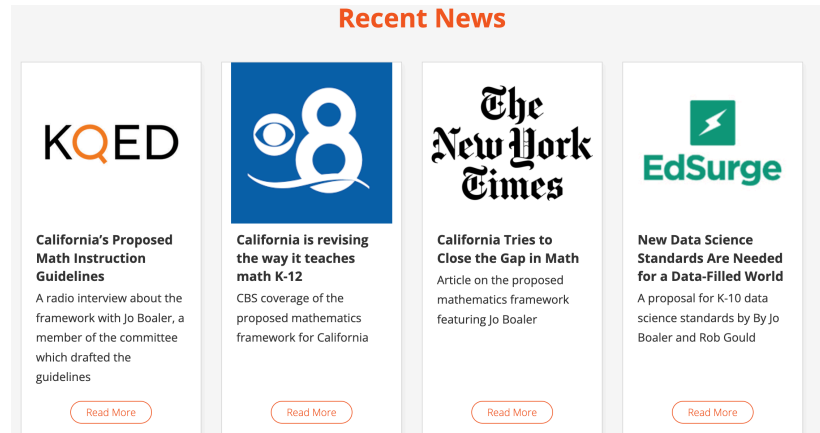 Recent News
KQED
8
The
New York
Times
EdSurge
California's Proposed
Math Instruction
Guidelines
A radio interview about the
framework with Jo Boaler, a
member of the committee
which drafted the
guidelines
Read More
California is revising
the way it teaches
math K-12
CBS coverage of the
proposed mathematics
framework for California
Read More
California Tries to
Close the Gap in Math
Article on the proposed
mathematics framework
featuring Jo Boaler
Read More
New Data Science
Standards Are Needed
for a Data-Filled World
A proposal for K-10 data
science standards by By Jo
Boaler and Rob Gould
Read More